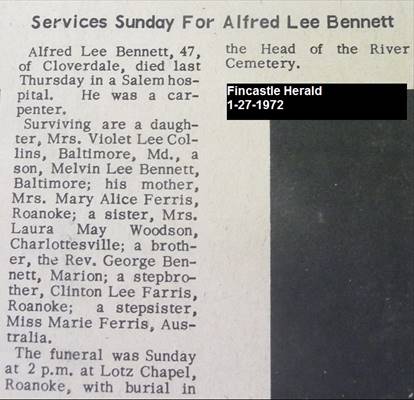 Services Sunday For Alfred Lee Bennett
Alfred Lee Bennett, 47,
of Cloverdale, died last
Thursday in a Salem hos-
pital. He was a car-
penter.
Surviving are a daugh-
ter, Mrs. Violet Lee Col-
lins, Baltimore, Md., a
son, Melvin Lee Bennett,
Baltimore; his mother,
Mrs. Mary Alice Ferris,
Roanoke; a sister, Mrs.
Laura May Woodson,
Charlottesville; a broth-
er, the Rev. George Ben-
nett, Marion; a stepbro-
ther, Clinton Lee Farris,
Roanoke; a stepsister,
Miss Marie Ferris, Aus-
tralia.
The funeral was Sunday
at 2 p.m. at Lotz Chapel,
Roanoke, with burial in
the Head of the River
Cemetery.
Fincastle Herald
1-27-1972